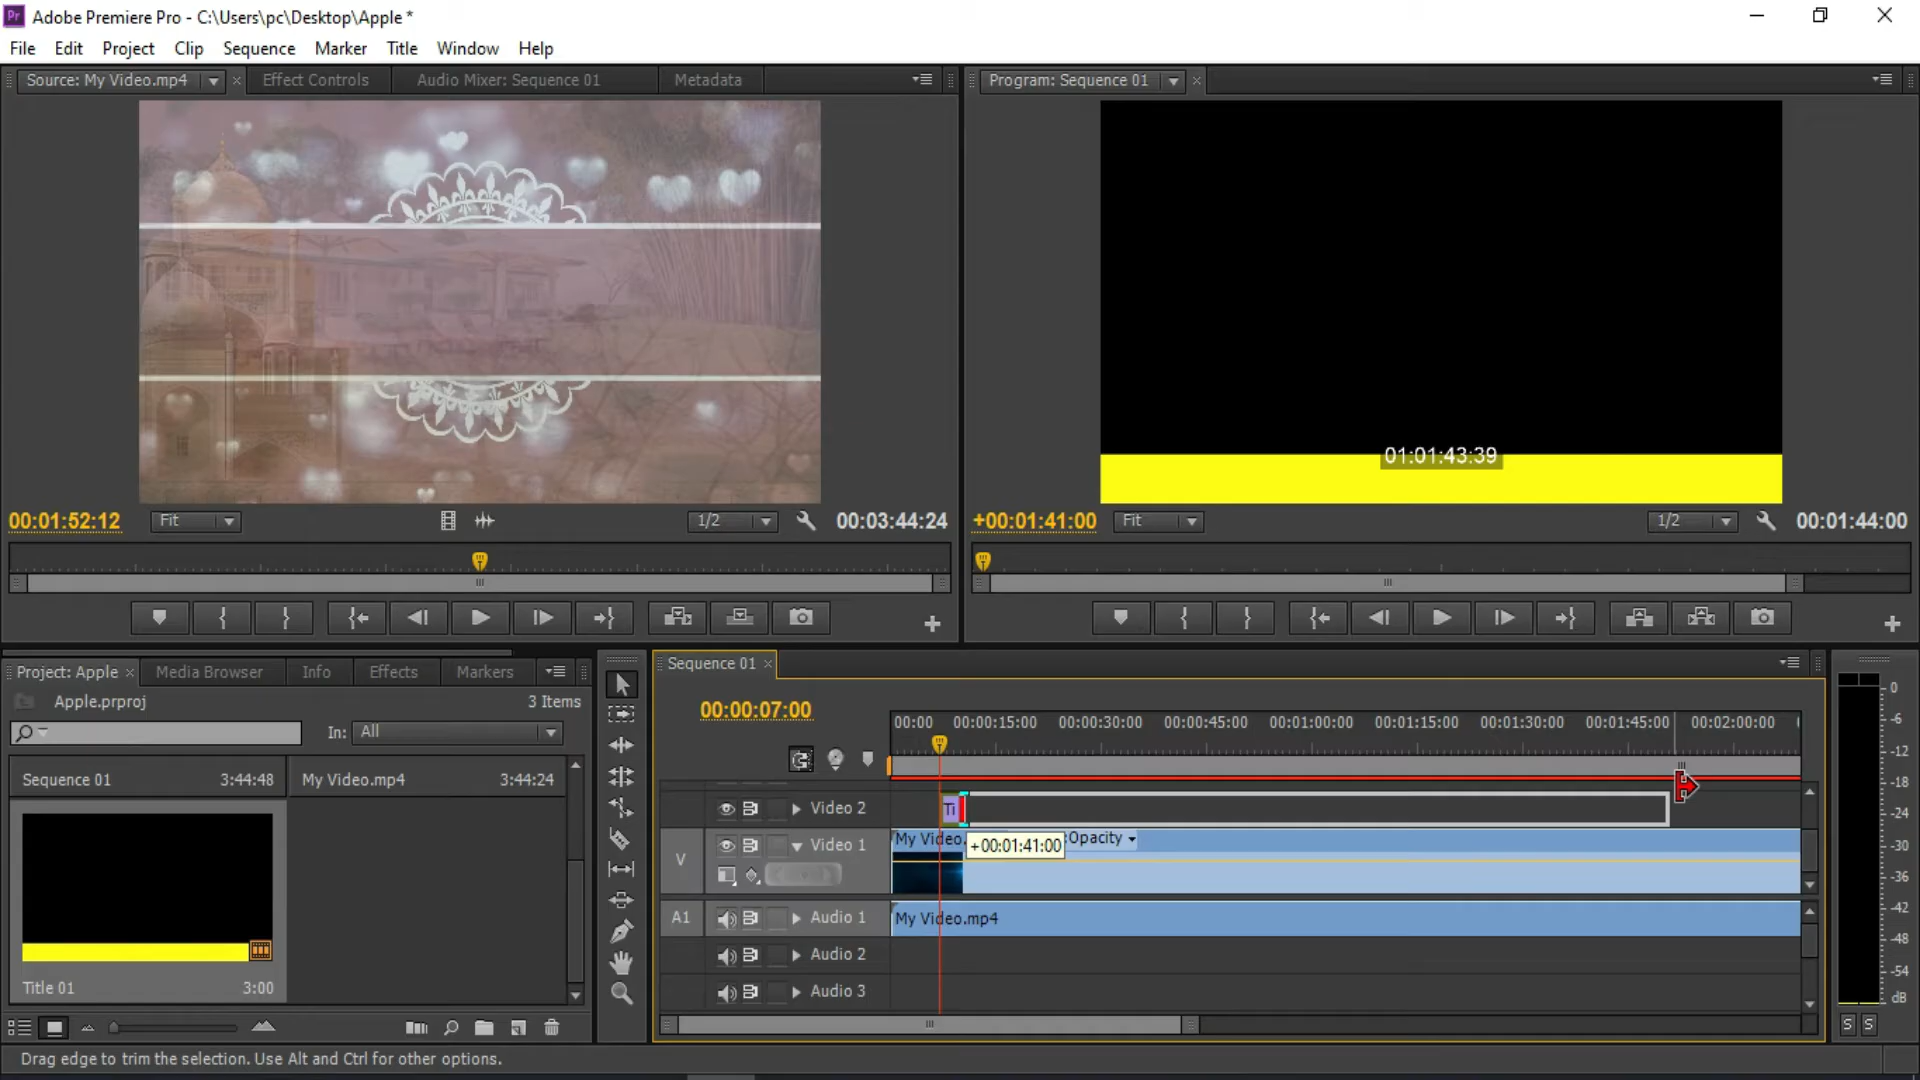 Pr Adobe Premiere Pro - C:\Users\pc\Desktop\Apple *
File Edit Project Clip Sequence Marker Title Window Help
Source: My Video.mp4 Effect Controls Audio Mixer: Sequence 01 Metadata
Program: Sequence 01
01:01:43:39
00:01:52:12 Fit 1/2 00:03:44:24
+00:01:41:00 Fit 1/2 00:01:44:00
Project: Apple Media Browser Info Effects Markers
Apple.prproj 3 Items
In: All
Sequence 01 3:44:48 My Video.mp4 3:44:24
Title 01 3:00
Sequence 01
00:00:07:00
00:00 00:00:15:00 00:00:30:00 00:00:45:00 00:01:00:00 00:01:15:00 00:01:30:00 00:01:45:00 00:02:00:00
Video 2 Ti
V Video 1 My Video. :Opacity
+00:01:41:00
A1 Audio 1 My Video.mp4
Audio 2
Audio 3
0
-6
-12
-18
-24
-30
-36
-42
-48
-54
dB
S S
Drag edge to trim the selection. Use Alt and Ctrl for other options.